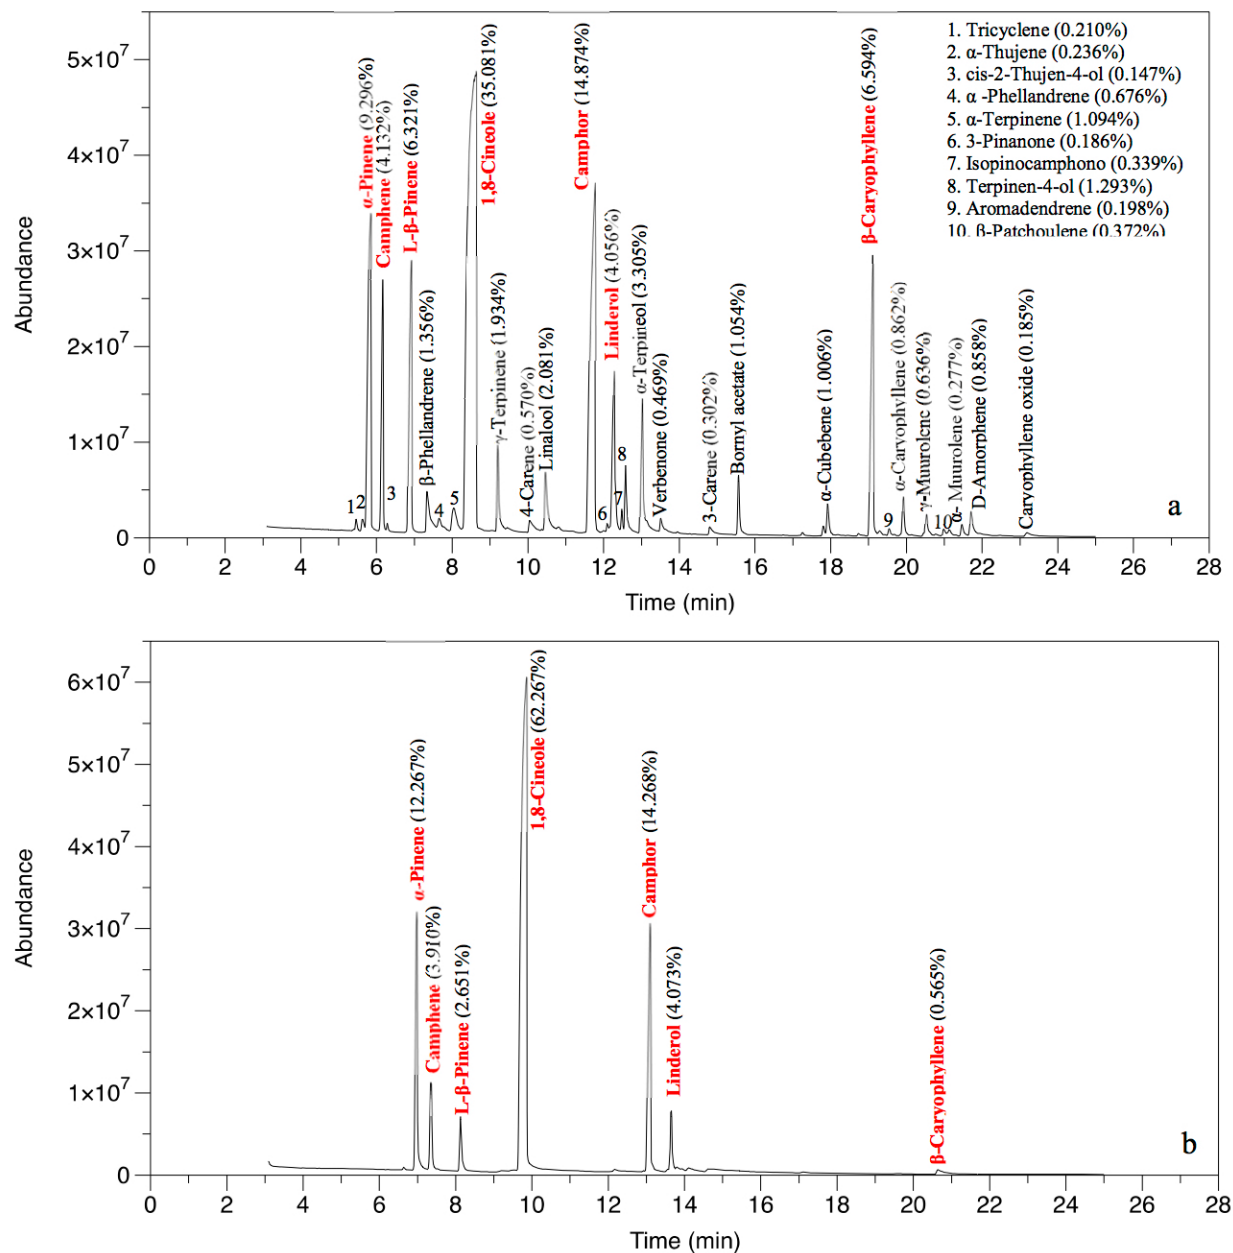 5×10⁷
4×10⁷
3×10⁷
2×10⁷
1×10⁷
0
Abundance
α-Pinene (9.296%)
Camphene (4.132%)
L-β-Pinene (6.321%)
β-Phellandrene (1.356%)
1,8-Cineole (35.081%)
γ-Terpinene (1.934%)
4-Carene (0.570%)
Linalool (2.081%)
Camphor (14.874%)
Linderol (4.056%)
α-Terpineol (3.305%)
Verbenone (0.469%)
3-Carene (0.302%)
Bornyl acetate (1.054%)
α-Cubebene (1.006%)
β-Caryophyllene (6.594%)
α-Caryophyllene (0.862%)
γ-Muurolene (0.636%)
α- Muurolene (0.277%)
D-Amorphene (0.858%)
Caryophyllene oxide (0.185%)
1 2 3 4 5 6 7 8 9 10
1. Tricyclene (0.210%)
2. α-Thujene (0.236%)
3. cis-2-Thujen-4-ol (0.147%)
4. α -Phellandrene (0.676%)
5. α-Terpinene (1.094%)
6. 3-Pinanone (0.186%)
7. Isopinocamphono (0.339%)
8. Terpinen-4-ol (1.293%)
9. Aromadendrene (0.198%)
10. β-Patchoulene (0.372%)
a
0 2 4 6 8 10 12 14 16 18 20 22 24 26 28
Time (min)
6×10⁷
5×10⁷
4×10⁷
3×10⁷
2×10⁷
1×10⁷
0
Abundance
α-Pinene (12.267%)
Camphene (3.910%)
L-β-Pinene (2.651%)
1,8-Cineole (62.267%)
Camphor (14.268%)
Linderol (4.073%)
β-Caryophyllene (0.565%)
b
0 2 4 6 8 10 12 14 16 18 20 22 24 26 28
Time (min)